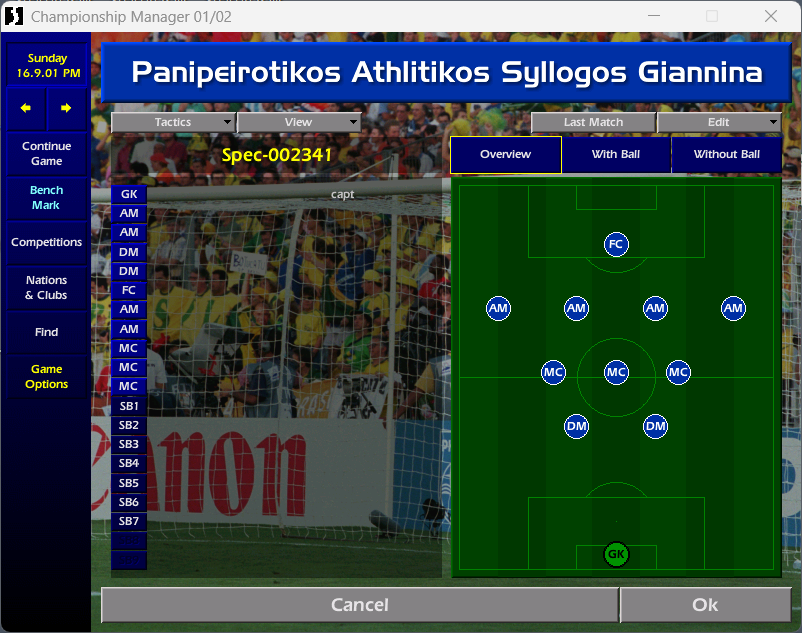 Championship Manager 01/02
Sunday
16.9.01 PM
Continue
Game
Bench
Mark
Competitions
Nations
& Clubs
Find
Game
Options
Panipeirotikos Athlitikos Syllogos Giannina
Tactics
View
Last Match
Edit
Spec-002341
Overview
With Ball
Without Ball
GK capt
AM
AM
DM
DM
FC
AM
AM
MC
MC
MC
SB1
SB2
SB3
SB4
SB5
SB6
SB7
FC
AM AM AM AM
MC MC MC
DM DM
GK
anon
Cancel
Ok